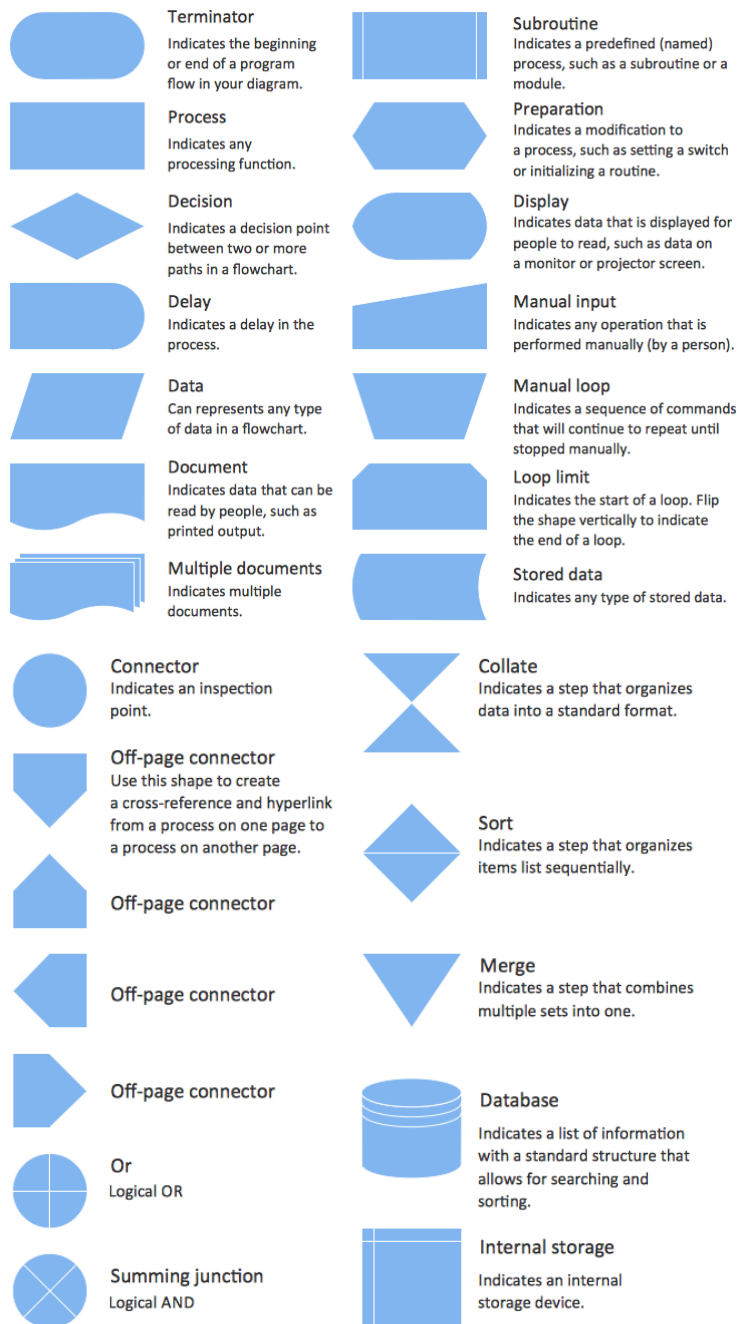 Terminator
Indicates the beginning
or end of a program
flow in your diagram.
Process
Indicates any
processing function.
Decision
Indicates a decision point
between two or more
paths in a flowchart.
Delay
Indicates a delay in the
process.
Data
Can represents any type
of data in a flowchart.
Document
Indicates data that can be
read by people, such as
printed output.
Multiple documents
Indicates multiple
documents.
Subroutine
Indicates a predefined (named)
process, such as a subroutine or a
module.
Preparation
Indicates a modification to
a process, such as setting a switch
or initializing a routine.
Display
Indicates data that is displayed for
people to read, such as data on
a monitor or projector screen.
Manual input
Indicates any operation that is
performed manually (by a person).
Manual loop
Indicates a sequence of commands
that will continue to repeat until
stopped manually.
Loop limit
Indicates the start of a loop. Flip
the shape vertically to indicate
the end of a loop.
Stored data
Indicates any type of stored data.
Connector
Indicates an inspection
point.
Off-page connector
Use this shape to create
a cross-reference and hyperlink
from a process on one page to
a process on another page.
Off-page connector
Off-page connector
Off-page connector
Or
Logical OR
Summing junction
Logical AND
Collate
Indicates a step that organizes
data into a standard format.
Sort
Indicates a step that organizes
items list sequentially.
Merge
Indicates a step that combines
multiple sets into one.
Database
Indicates a list of information
with a standard structure that
allows for searching and
sorting.
Internal storage
Indicates an internal
storage device.